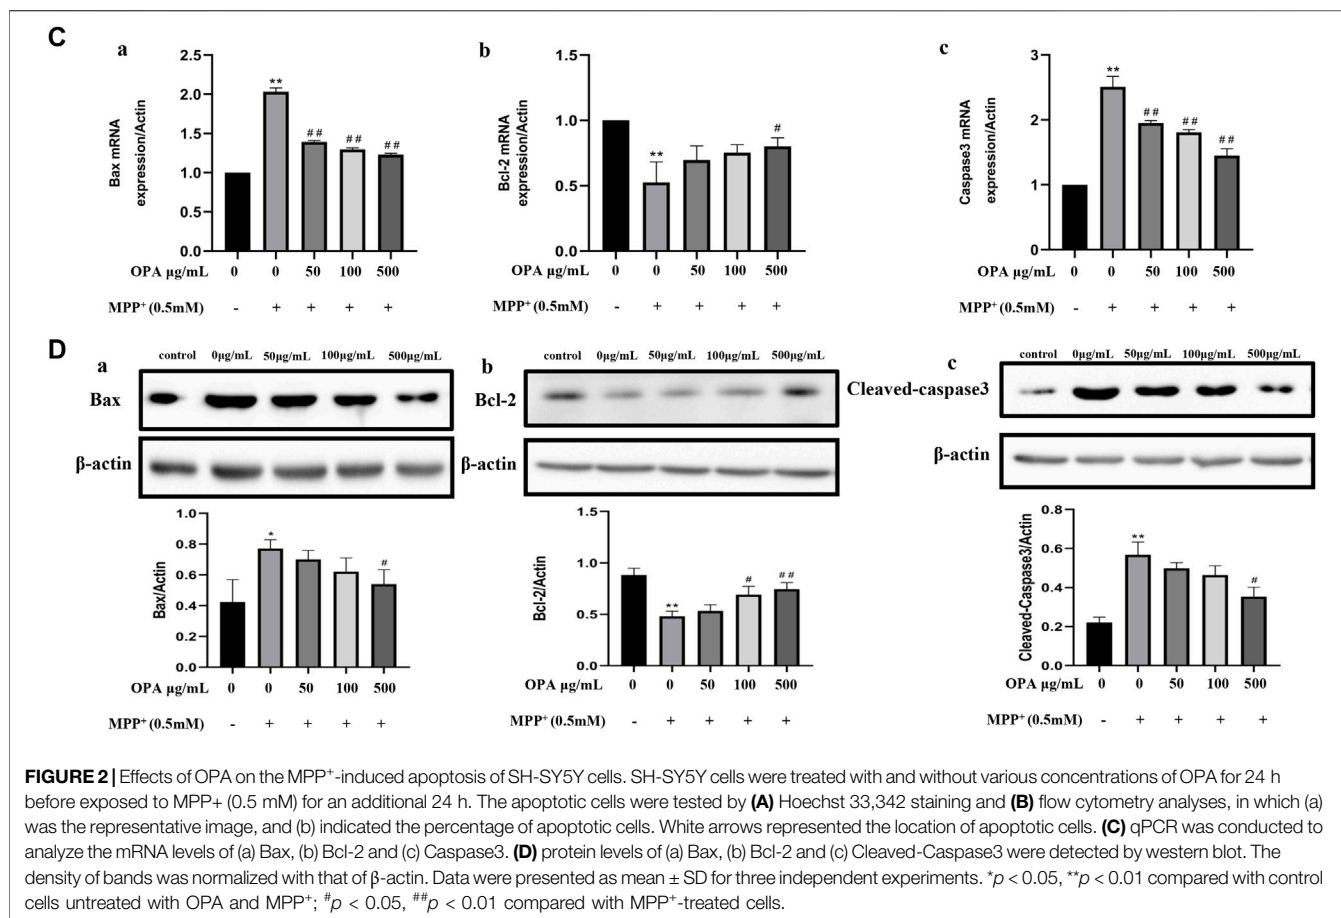 C
a
b
c
Bax mRNA
expression/Actin
2.5
2.0
1.5
1.0
0.5
0.0
**
##
##
##
OPA μg/mL 0 0 50 100 500
MPP⁺ (0.5mM) - + + + +
Bcl-2 mRNA
expression/Actin
1.5
1.0
0.5
0.0
**
#
OPA μg/mL 0 0 50 100 500
MPP⁺ (0.5mM) - + + + +
Caspase3 mRNA
expression/Actin
3
2
1
0
**
##
##
##
OPA μg/mL 0 0 50 100 500
MPP⁺ (0.5mM) - + + + +
D
a
control 0μg/mL 50μg/mL 100μg/mL 500μg/mL
Bax
β-actin
Bax/Actin
1.0
0.8
0.6
0.4
0.2
0.0
*
#
OPA μg/mL 0 0 50 100 500
MPP⁺ (0.5mM) - + + + +
b
control 0μg/mL 50μg/mL 100μg/mL 500μg/mL
Bcl-2
β-actin
Bcl-2/Actin
1.5
1.0
0.5
0.0
**
#
##
OPA μg/mL 0 0 50 100 500
MPP⁺ (0.5mM) - + + + +
c
control 0μg/mL 50μg/mL 100μg/mL 500μg/mL
Cleaved-caspase3
β-actin
Cleaved-Caspase3/Actin
0.8
0.6
0.4
0.2
0.0
**
#
OPA μg/mL 0 0 50 100 500
MPP⁺ (0.5mM) - + + + +
FIGURE 2 | Effects of OPA on the MPP⁺-induced apoptosis of SH-SY5Y cells. SH-SY5Y cells were treated with and without various concentrations of OPA for 24 h
before exposed to MPP+ (0.5 mM) for an additional 24 h. The apoptotic cells were tested by (A) Hoechst 33,342 staining and (B) flow cytometry analyses, in which (a)
was the representative image, and (b) indicated the percentage of apoptotic cells. White arrows represented the location of apoptotic cells. (C) qPCR was conducted to
analyze the mRNA levels of (a) Bax, (b) Bcl-2 and (c) Caspase3. (D) protein levels of (a) Bax, (b) Bcl-2 and (c) Cleaved-Caspase3 were detected by western blot. The
density of bands was normalized with that of β-actin. Data were presented as mean ± SD for three independent experiments. *p < 0.05, **p < 0.01 compared with control
cells untreated with OPA and MPP⁺; #p < 0.05, ##p < 0.01 compared with MPP⁺-treated cells.